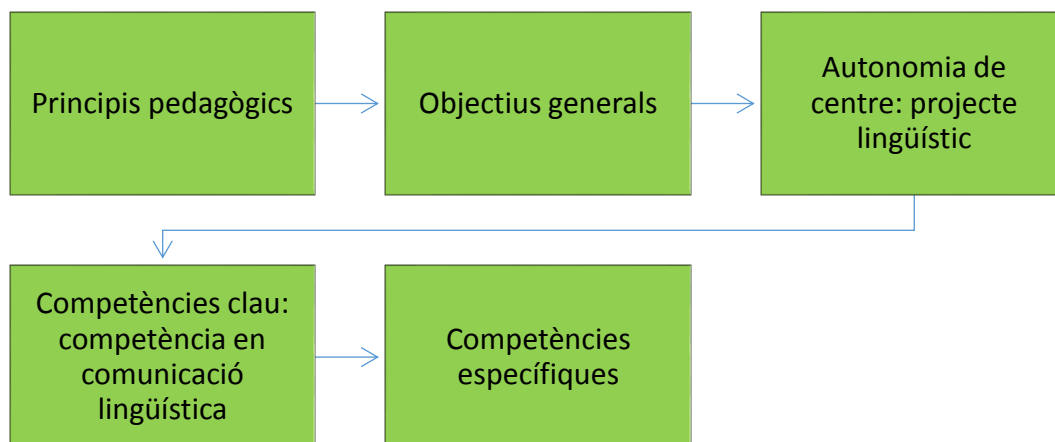 Principis pedagògics
Objectius generals
Autonomia de
centre: projecte
lingüístic
Competències clau:
competència en
comunicació
lingüística
Competències
específiques